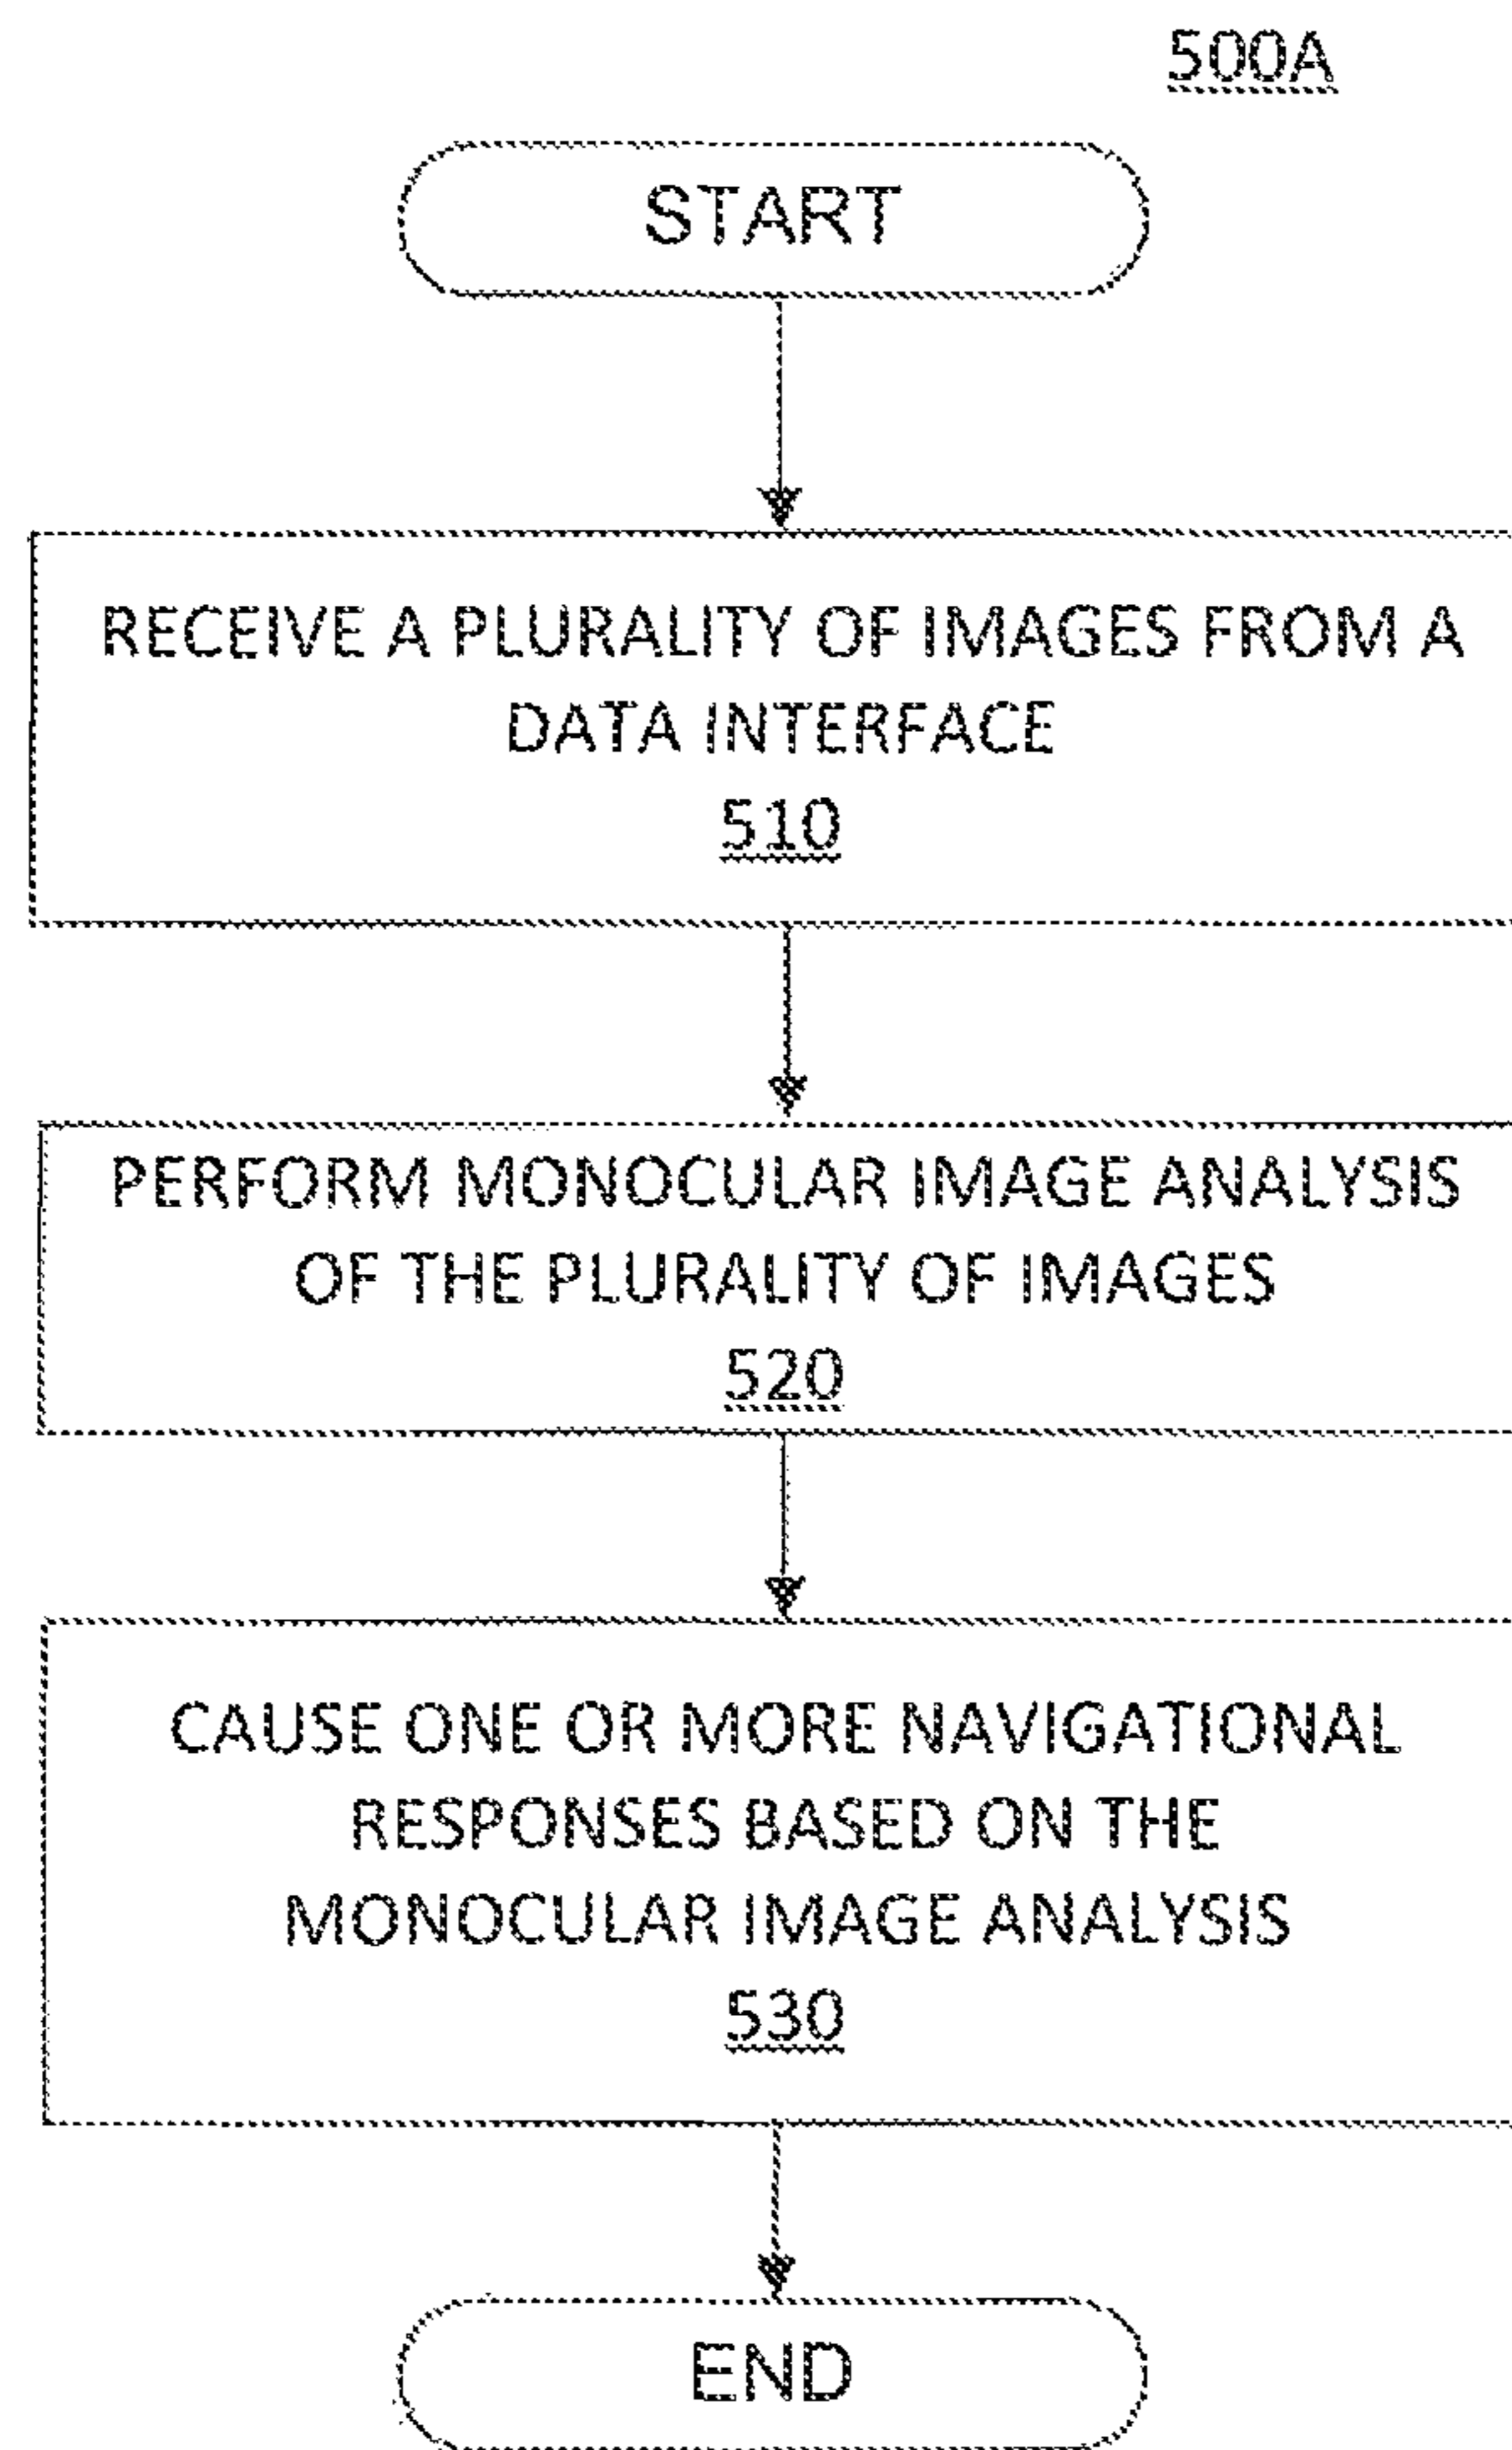 500A
START
RECEIVE A PLURALITY OF IMAGES FROM A
DATA INTERFACE
510
PERFORM MONOCULAR IMAGE ANALYSIS
OF THE PLURALITY OF IMAGES
520
CAUSE ONE OR MORE NAVIGATIONAL
RESPONSES BASED ON THE
MONOCULAR IMAGE ANALYSIS
530
END